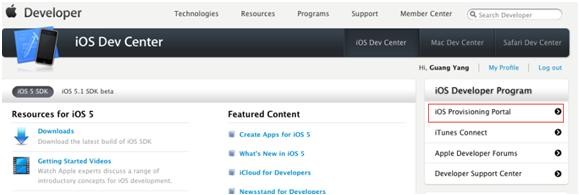 Developer
Technologies Resources Programs Support Member Center Search Developer
iOS Dev Center
iOS Dev Center Mac Dev Center Safari Dev Center
Hi, Guang Yang My Profile Log out
iOS 5 SDK iOS 5.1 SDK beta
iOS Developer Program
Resources for iOS 5
Downloads
Download the latest build of iOS SDK
Getting Started Videos
Watch Apple experts discuss a range of
introductory concepts for iOS development.
Featured Content
Create Apps for iOS 5
What's New in iOS 5
iCloud for Developers
Newsstand for Developers
iOS Provisioning Portal
iTunes Connect
Apple Developer Forums
Developer Support Center